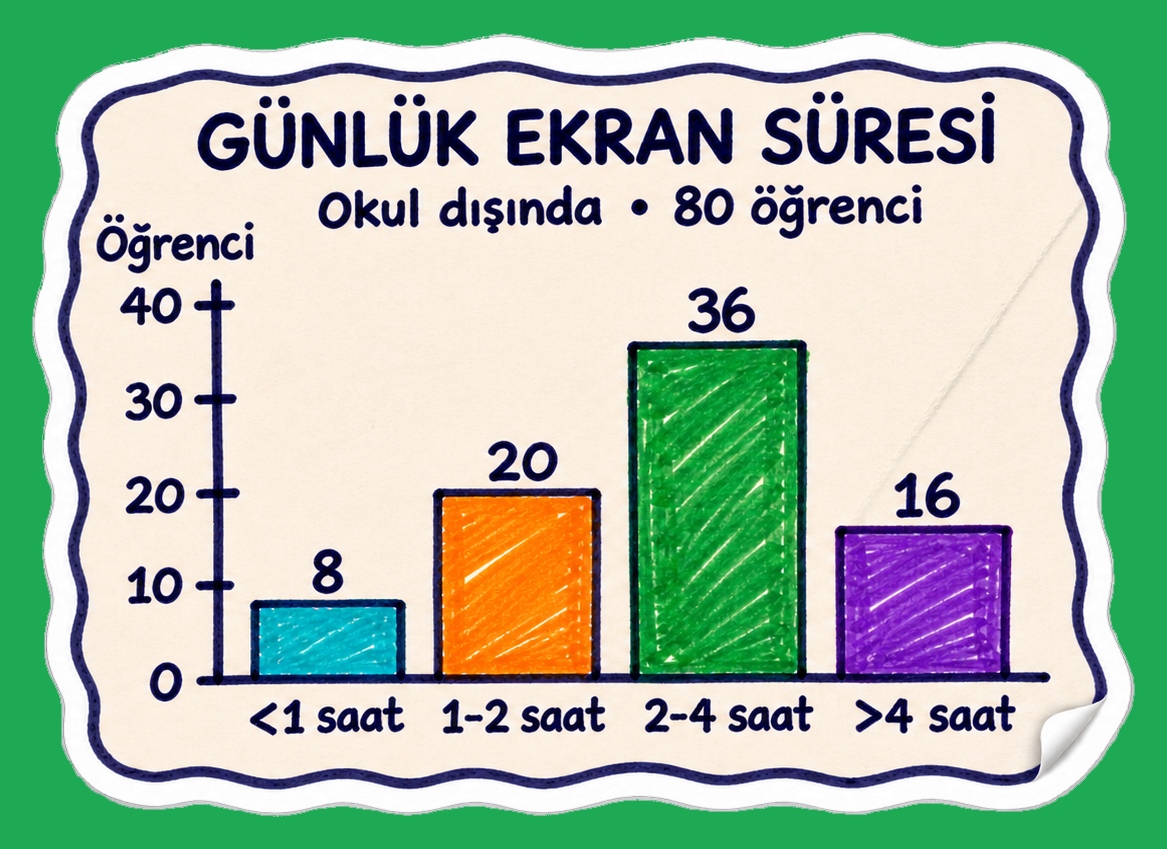 GÜNLÜK EKRAN SÜRESİ
Okul dışında • 80 öğrenci
Öğrenci
40
30
20
10
0
8
20
36
16
<1 saat
1-2 saat
2-4 saat
>4 saat